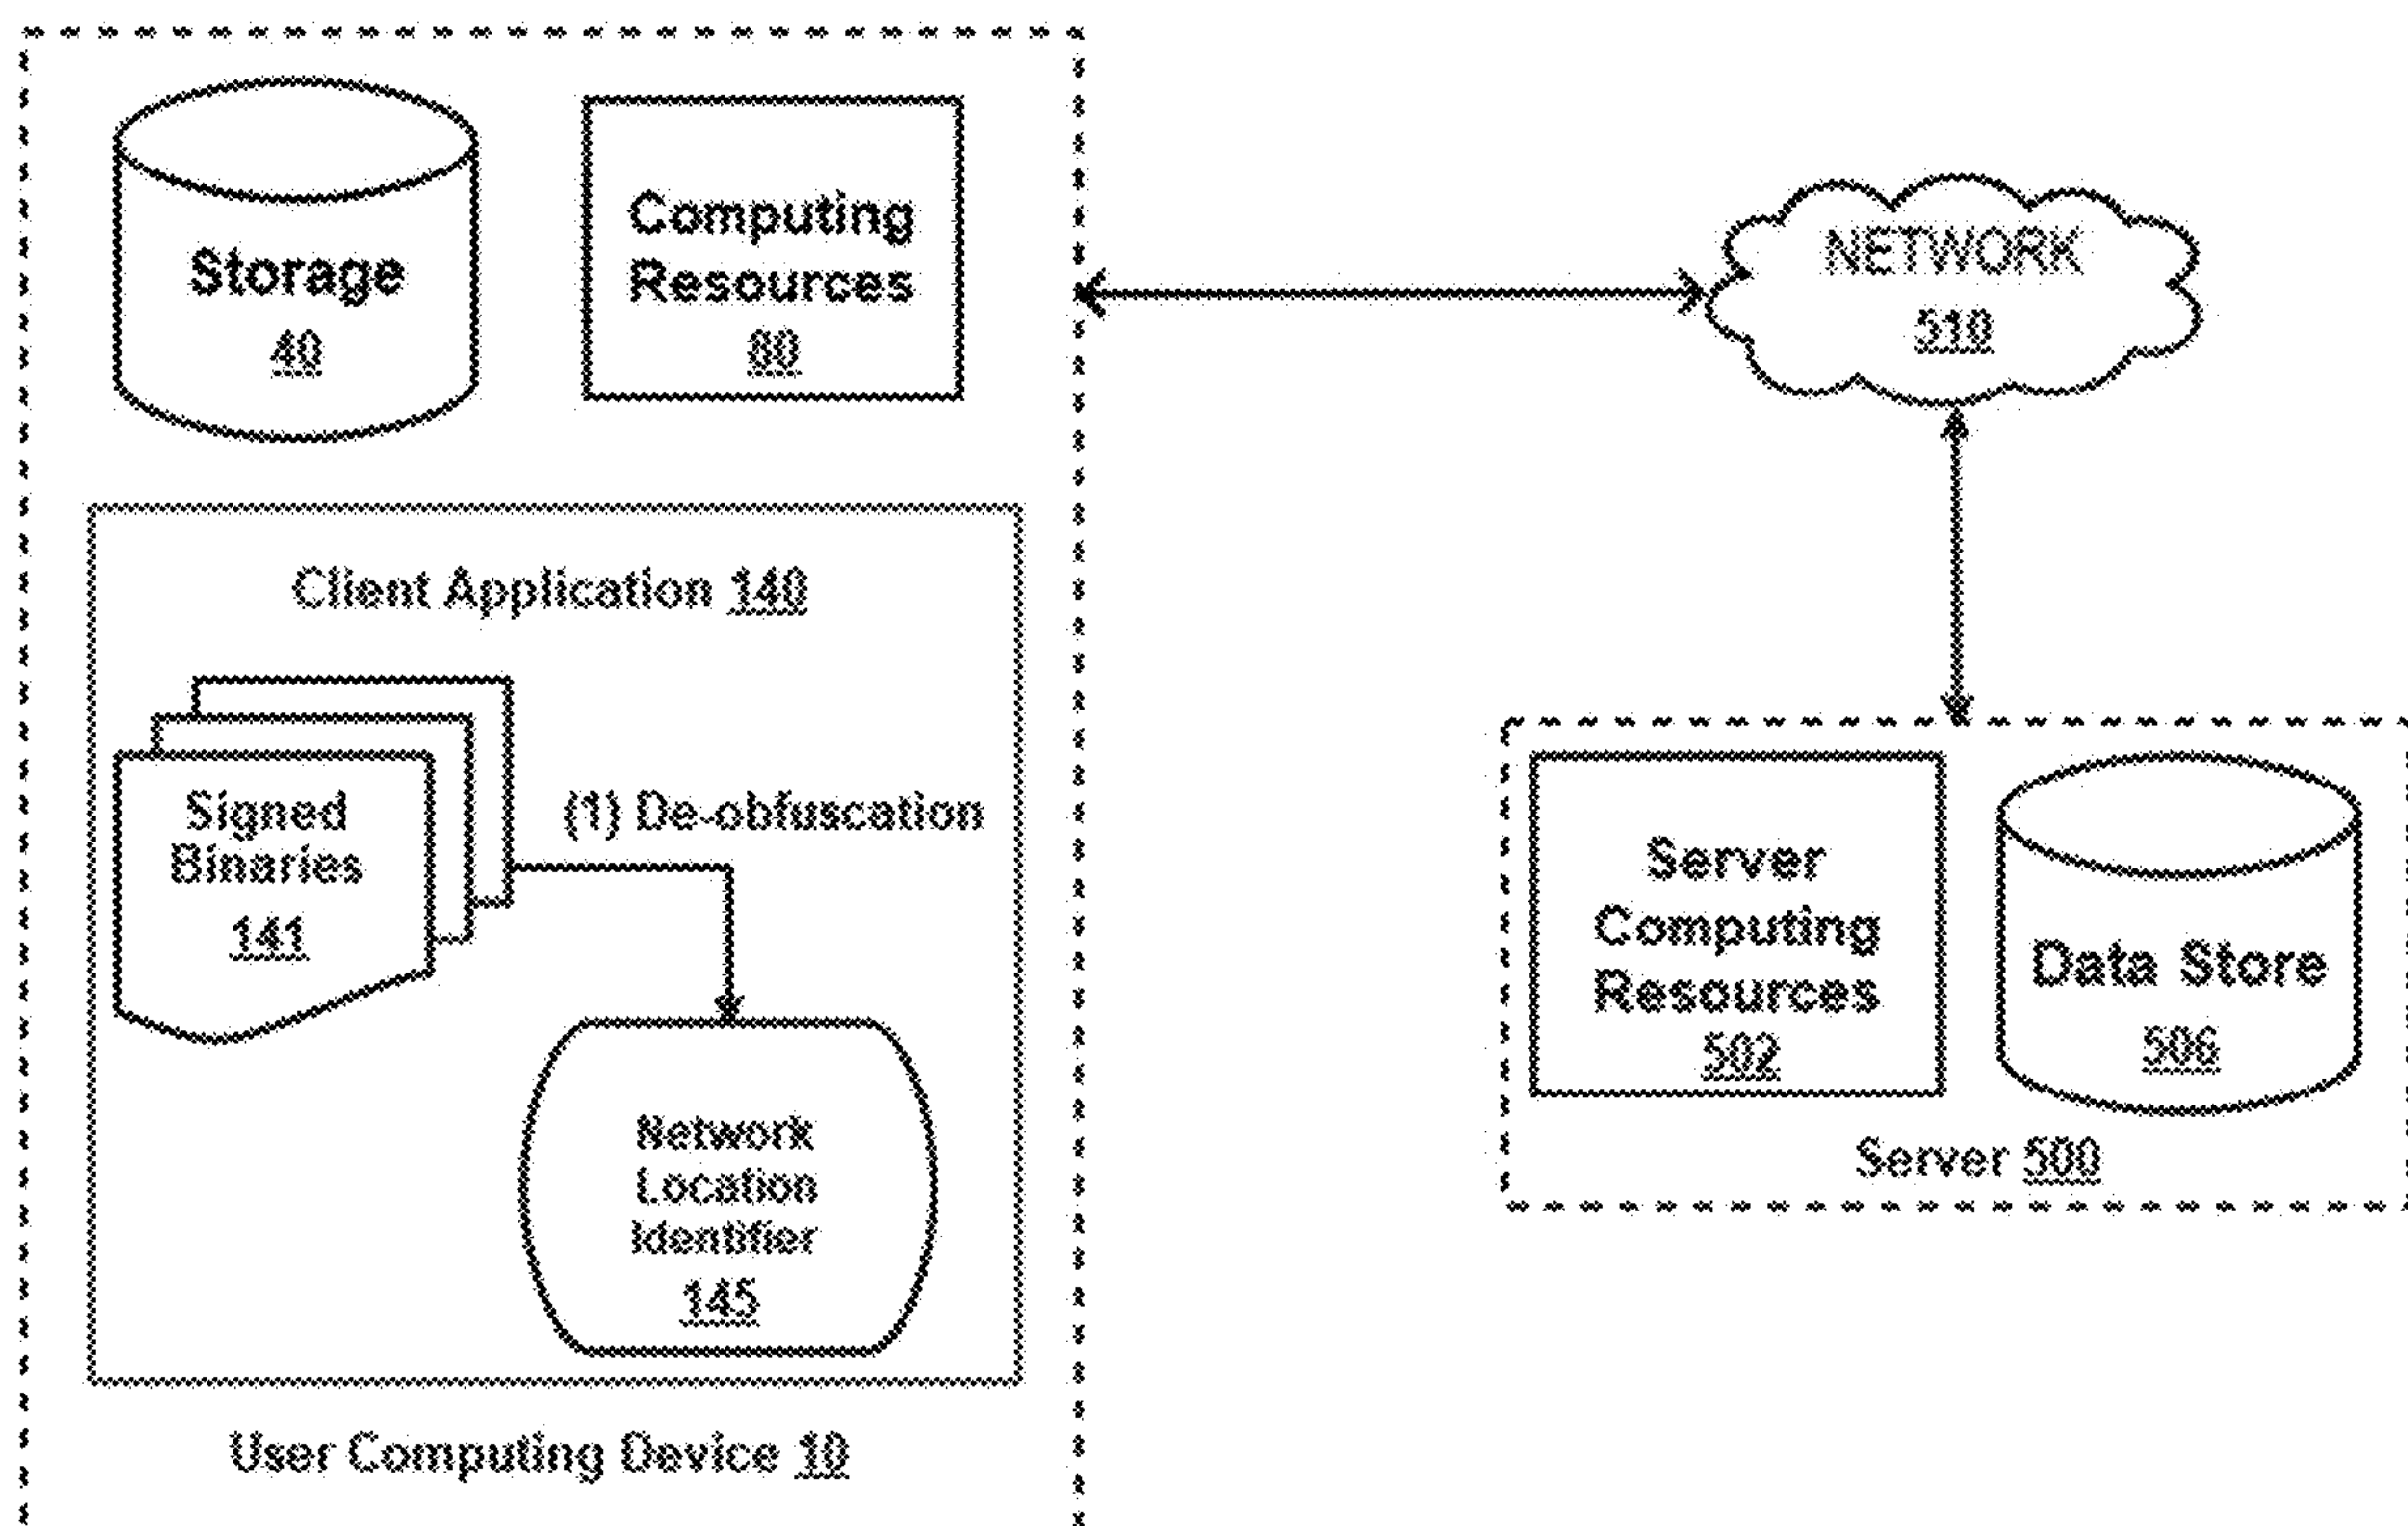 Storage
40
Computing
Resources
80
NETWORK
510
Client Application 140
Signed
Binaries
141
(1) De-obfuscation
Network
Location
Identifier
145
User Computing Device 10
Server
Computing
Resources
502
Data Store
506
Server 500